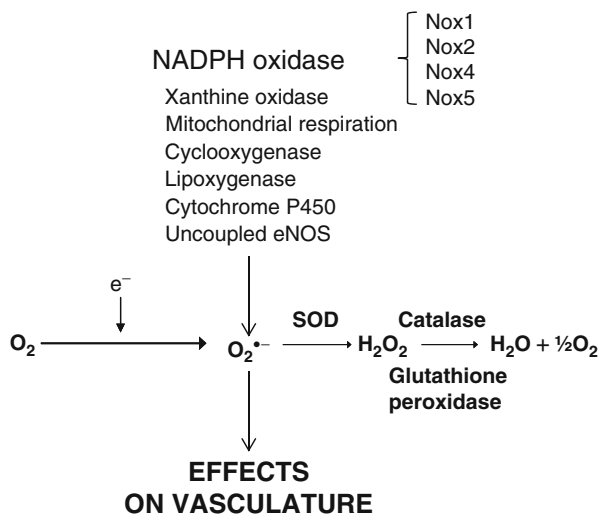 NADPH oxidase
Nox1
Nox2
Nox4
Nox5
Xanthine oxidase
Mitochondrial respiration
Cyclooxygenase
Lipoxygenase
Cytochrome P450
Uncoupled eNOS
e⁻
SOD
Catalase
O₂
O₂•⁻
H₂O₂
H₂O + ½O₂
Glutathione
peroxidase
EFFECTS
ON VASCULATURE